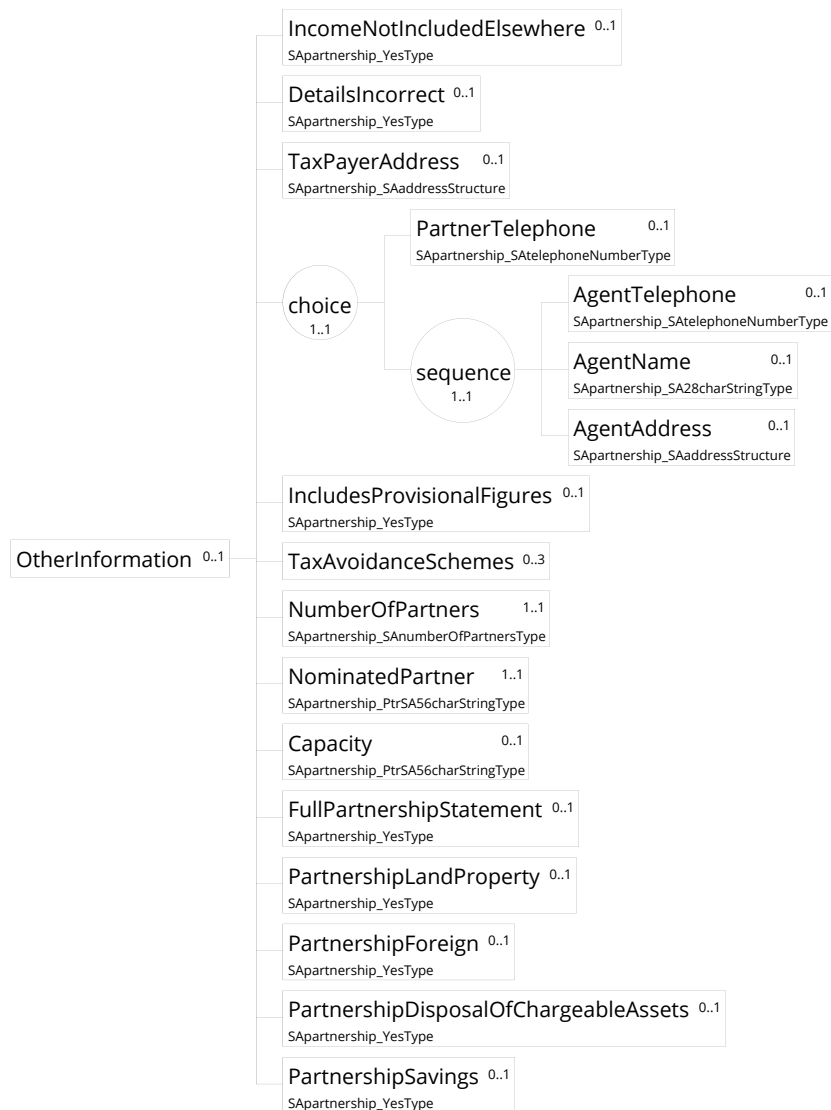 IncomeNotIncludedElsewhere 0..1
SApartnership_YesType
DetailsIncorrect 0..1
SApartnership_YesType
TaxPayerAddress 0..1
SApartnership_SAaddressStructure
PartnerTelephone 0..1
SApartnership_SAtelephoneNumberType
choice
1..1
AgentTelephone 0..1
SApartnership_SAtelephoneNumberType
sequence
1..1
AgentName 0..1
SApartnership_SA28charStringType
AgentAddress 0..1
SApartnership_SAaddressStructure
IncludesProvisionalFigures 0..1
SApartnership_YesType
OtherInformation 0..1
TaxAvoidanceSchemes 0..3
NumberOfPartners 1..1
SApartnership_SAnumberOfPartnersType
NominatedPartner 1..1
SApartnership_PtrSA56charStringType
Capacity 0..1
SApartnership_PtrSA56charStringType
FullPartnershipStatement 0..1
SApartnership_YesType
PartnershipLandProperty 0..1
SApartnership_YesType
PartnershipForeign 0..1
SApartnership_YesType
PartnershipDisposalOfChargeableAssets 0..1
SApartnership_YesType
PartnershipSavings 0..1
SApartnership_YesType